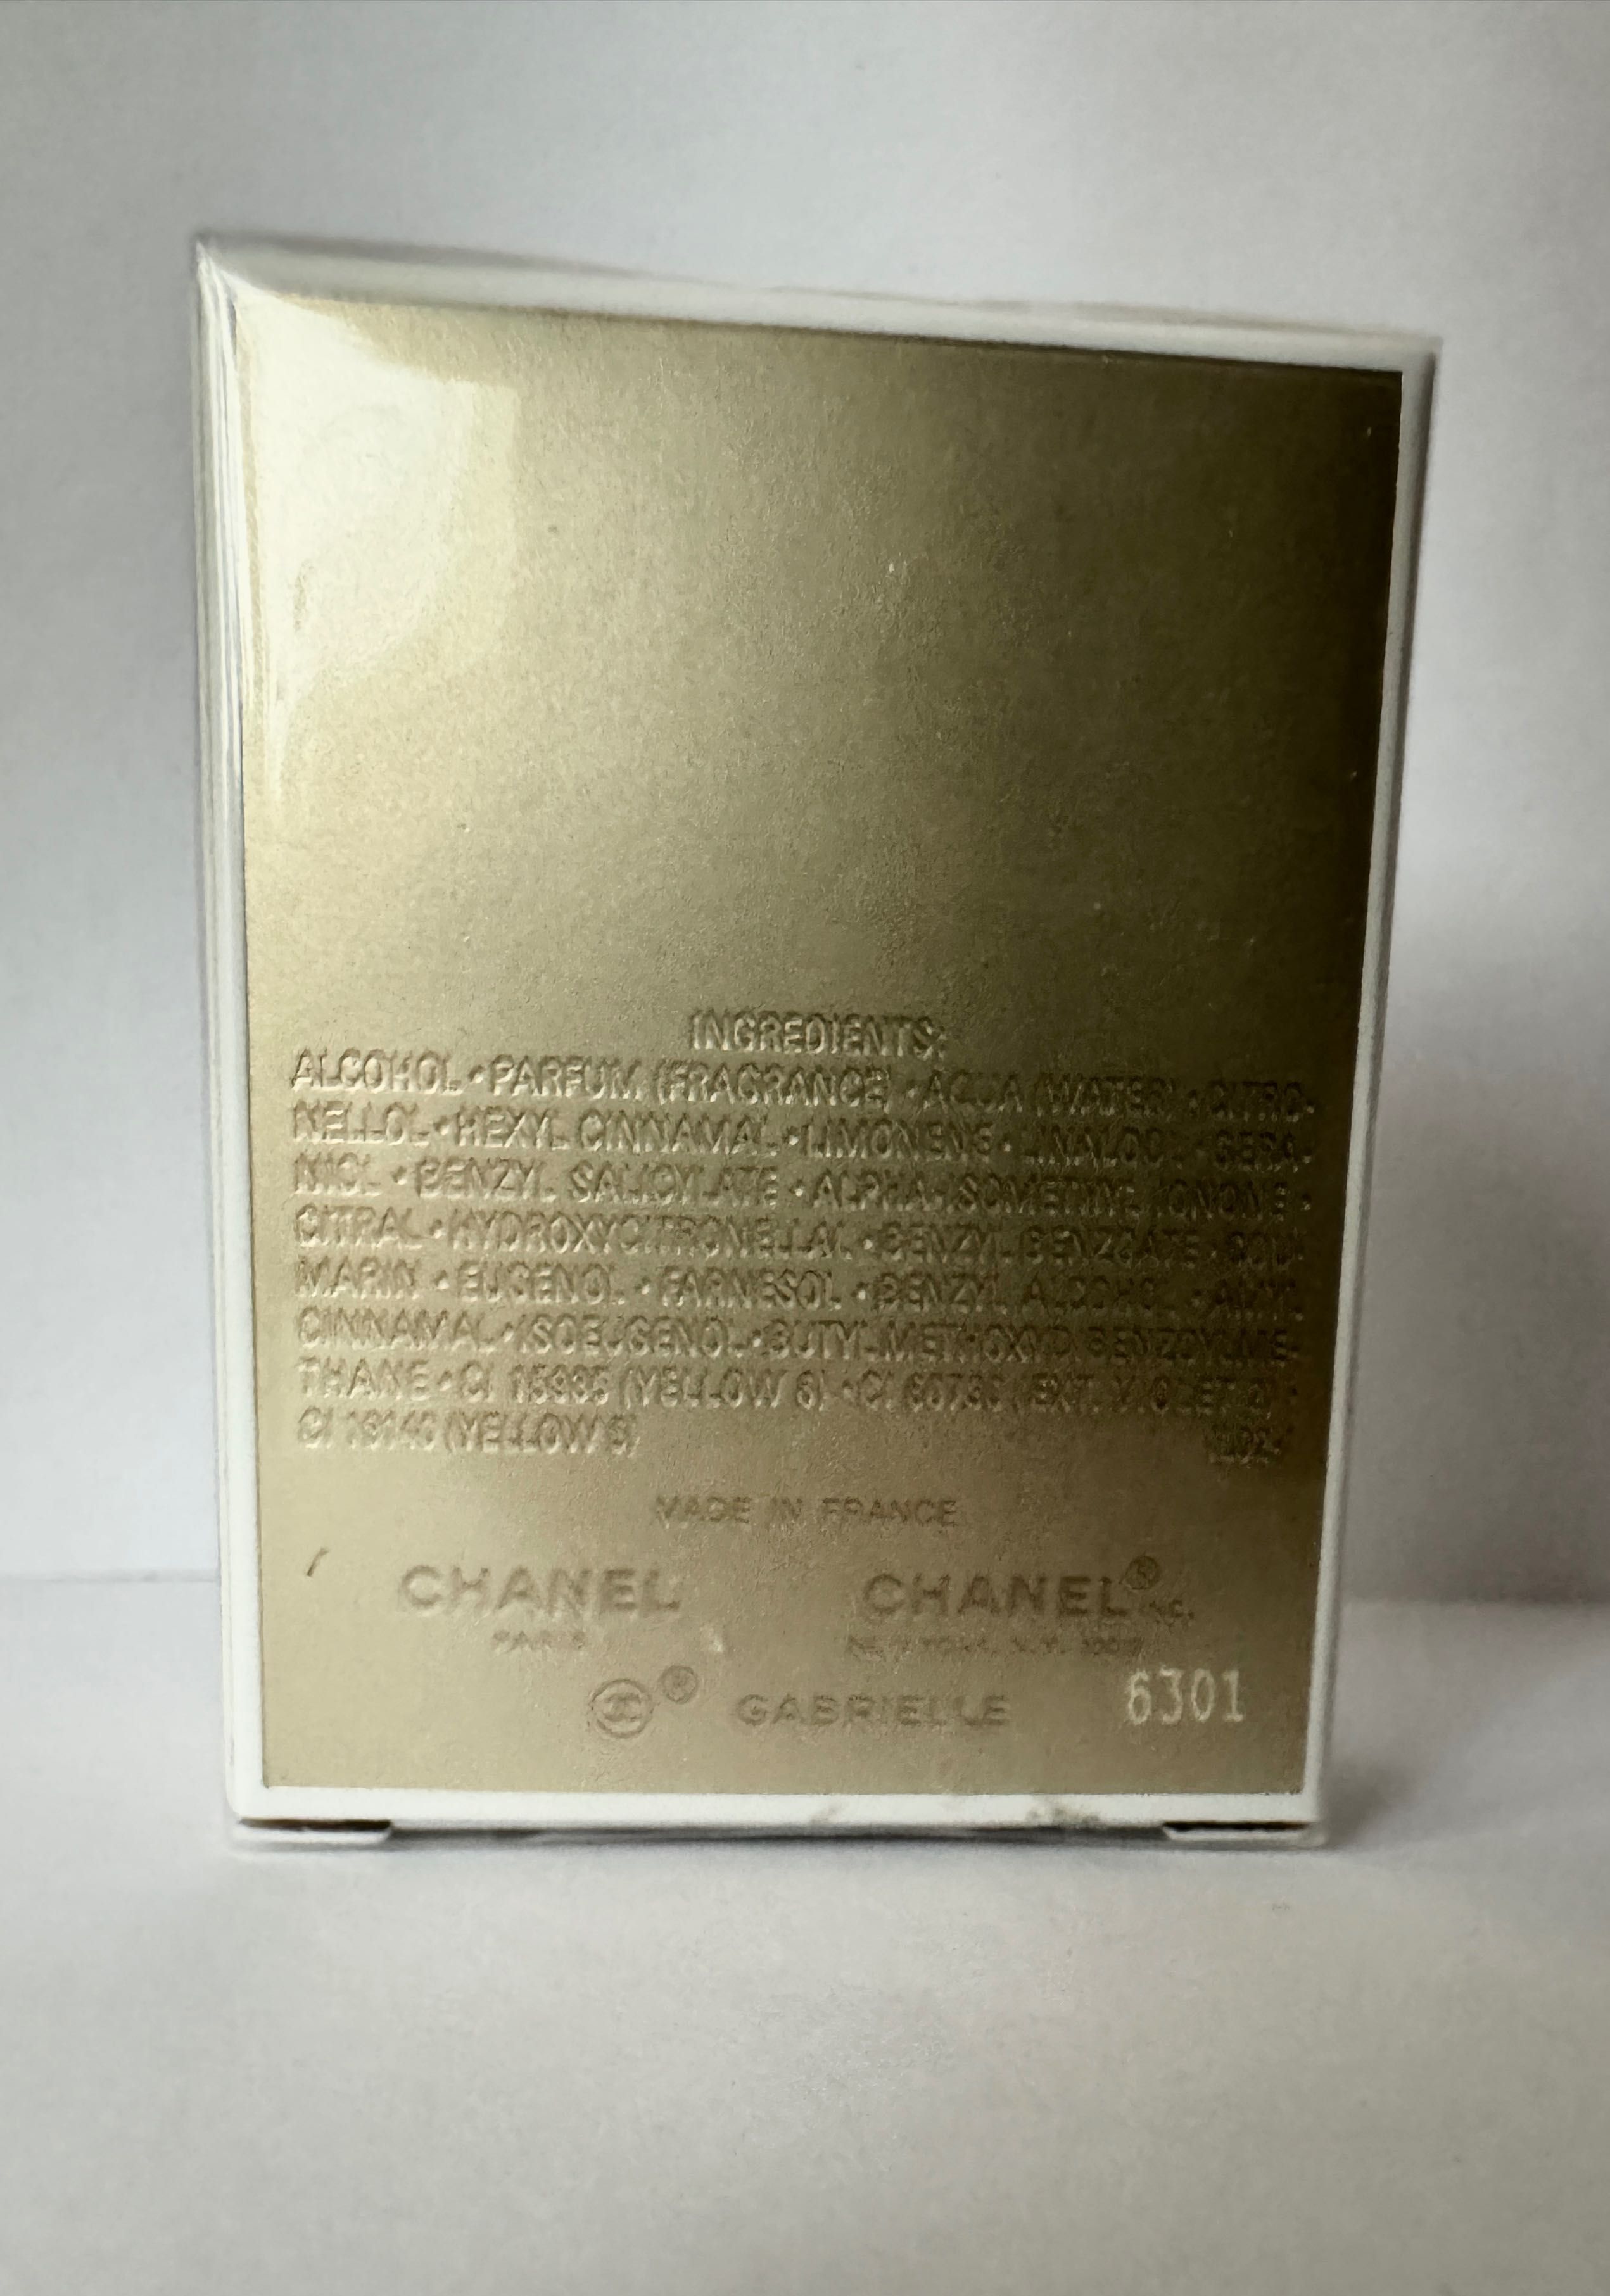 INGREDIENTS:
ALCOHOL • PARFUM (FRAGRANCE) • AQUA (WATER) • CITRO-
NELLOL • HEXYL CINNAMAL • LIMONENE • LINALOOL • GERA-
NIOL • BENZYL SALICYLATE • ALPHA-ISOMETHYL IONONE •
CITRAL • HYDROXYCITRONELLAL • BENZYL BENZOATE • COU-
MARIN • EUGENOL • FARNESOL • BENZYL ALCOHOL • AMYL
CINNAMAL • ISOEUGENOL • BUTYL METHOXYDIBENZOYLME-
THANE • CI 15985 (YELLOW 6) • CI 60730 (EXT. VIOLET 2) •
CI 19140 (YELLOW 5)
MADE IN FRANCE
CHANEL CHANEL®
PARIS NEW YORK, N.Y.
® GABRIELLE 6301